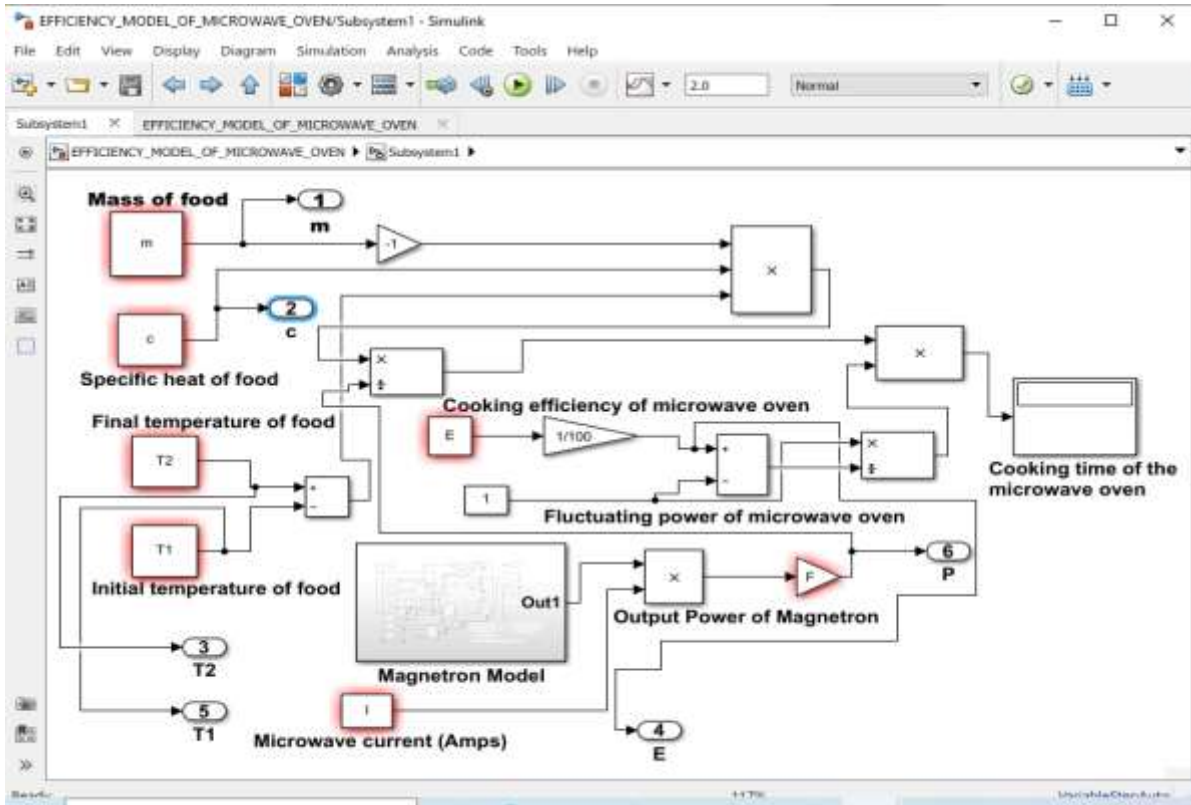 EFFICIENCY_MODEL_OF_MICROWAVE_OVEN/Subsystem1 - Simulink
File Edit View Display Diagram Simulation Analysis Code Tools Help
2.0 Normal
Subsystem1 EFFICIENCY_MODEL_OF_MICROWAVE_OVEN
EFFICIENCY_MODEL_OF_MICROWAVE_OVEN Subsystem1
Mass of food
m
1
m
-1
×
c
2
c
Specific heat of food
×
÷
×
Final temperature of food
T2
+
−
Cooking efficiency of microwave oven
E
1/100
+
−
×
÷
Cooking time of the
microwave oven
1
Fluctuating power of microwave oven
T1
Initial temperature of food
Out1
Magnetron Model
×
F
Output Power of Magnetron
6
P
3
T2
5
T1
I
Microwave current (Amps)
4
E
Ready
117%
VariableStepAuto